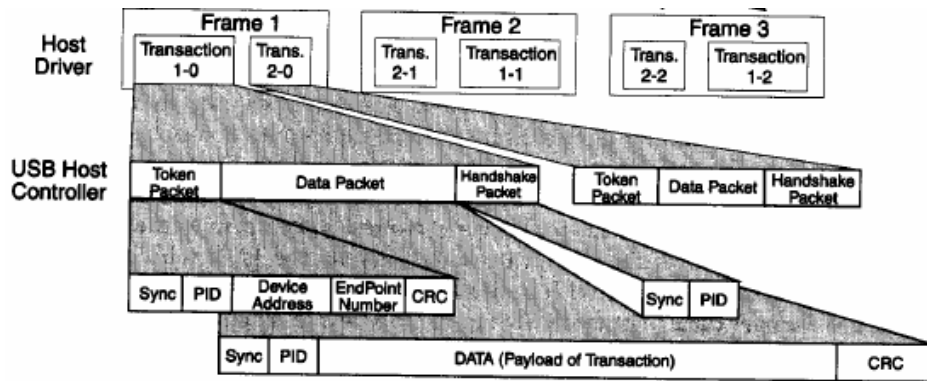 Frame 1
Frame 2
Frame 3
Host
Driver
Transaction
1-0
Trans.
2-0
Trans.
2-1
Transaction
1-1
Trans.
2-2
Transaction
1-2
USB Host
Controller
Token
Packet
Data Packet
Handshake
Packet
Token
Packet
Data Packet
Handshake
Packet
Sync
PID
Device
Address
EndPoint
Number
CRC
Sync
PID
Sync
PID
DATA (Payload of Transaction)
CRC